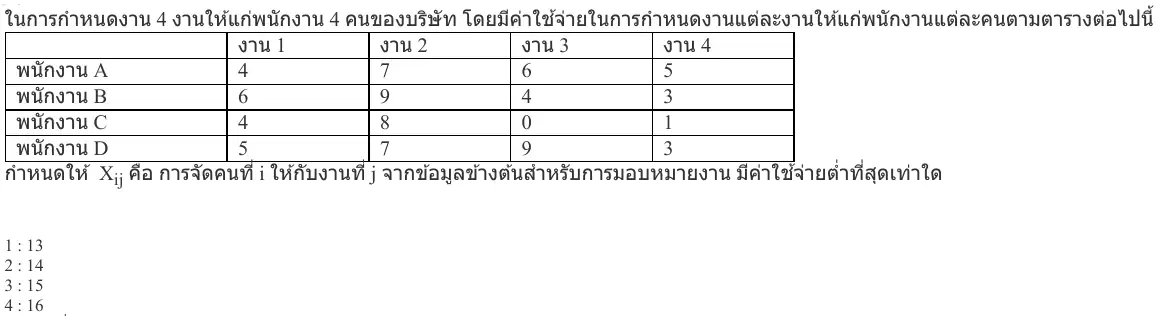 ในการกำหนดงาน 4 งานให้แก่พนักงาน 4 คนของบริษัท โดยมีค่าใช้จ่ายในการกำหนดงานแต่ละงานให้แก่พนักงานแต่ละคนตามตารางต่อไปนี้
งาน 1 งาน 2 งาน 3 งาน 4
พนักงาน A 4 7 6 5
พนักงาน B 6 9 4 3
พนักงาน C 4 8 0 1
พนักงาน D 5 7 9 3
กำหนดให้ Xij คือ การจัดคนที่ i ให้กับงานที่ j จากข้อมูลข้างต้นสำหรับการมอบหมายงาน มีค่าใช้จ่ายต่ำที่สุดเท่าใด
1 : 13
2 : 14
3 : 15
4 : 16